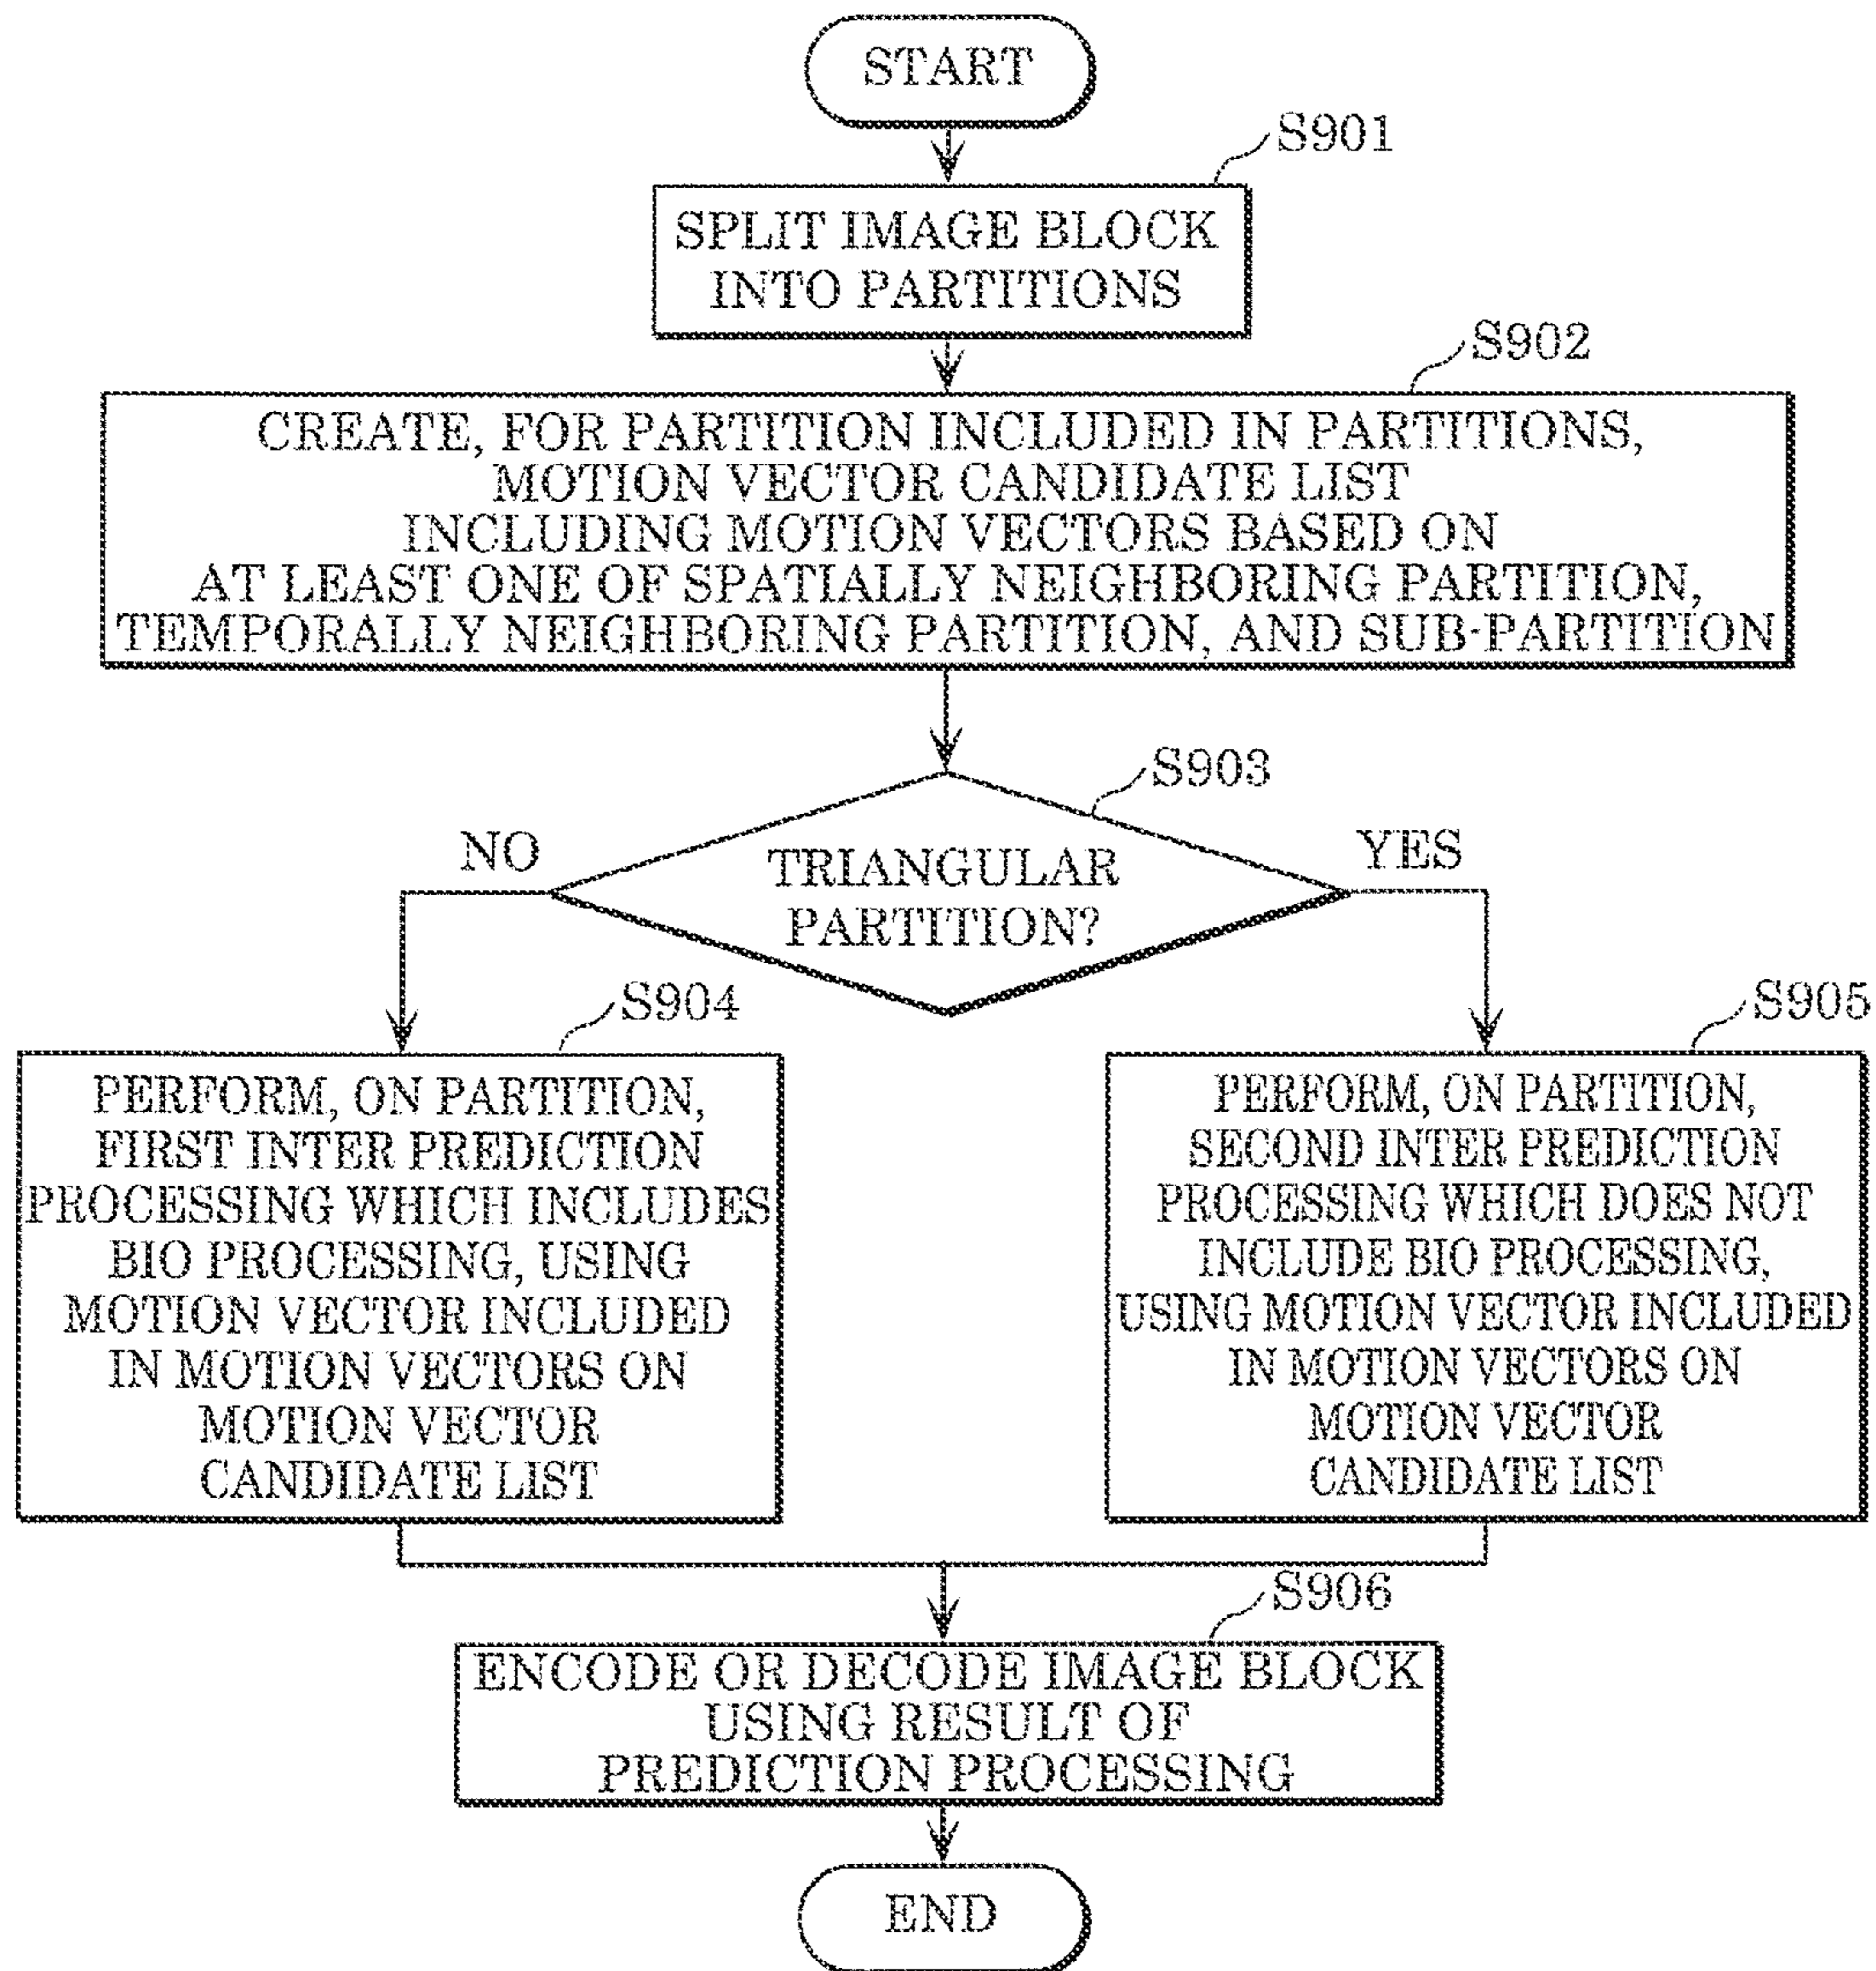 START
S901
SPLIT IMAGE BLOCK
INTO PARTITIONS
S902
CREATE, FOR PARTITION INCLUDED IN PARTITIONS,
MOTION VECTOR CANDIDATE LIST
INCLUDING MOTION VECTORS BASED ON
AT LEAST ONE OF SPATIALLY NEIGHBORING PARTITION,
TEMPORALLY NEIGHBORING PARTITION, AND SUB-PARTITION
S903
NO
TRIANGULAR
PARTITION?
YES
S904
PERFORM, ON PARTITION,
FIRST INTER PREDICTION
PROCESSING WHICH INCLUDES
BIO PROCESSING, USING
MOTION VECTOR INCLUDED
IN MOTION VECTORS ON
MOTION VECTOR
CANDIDATE LIST
S905
PERFORM, ON PARTITION,
SECOND INTER PREDICTION
PROCESSING WHICH DOES NOT
INCLUDE BIO PROCESSING,
USING MOTION VECTOR INCLUDED
IN MOTION VECTORS ON
MOTION VECTOR
CANDIDATE LIST
S906
ENCODE OR DECODE IMAGE BLOCK
USING RESULT OF
PREDICTION PROCESSING
END